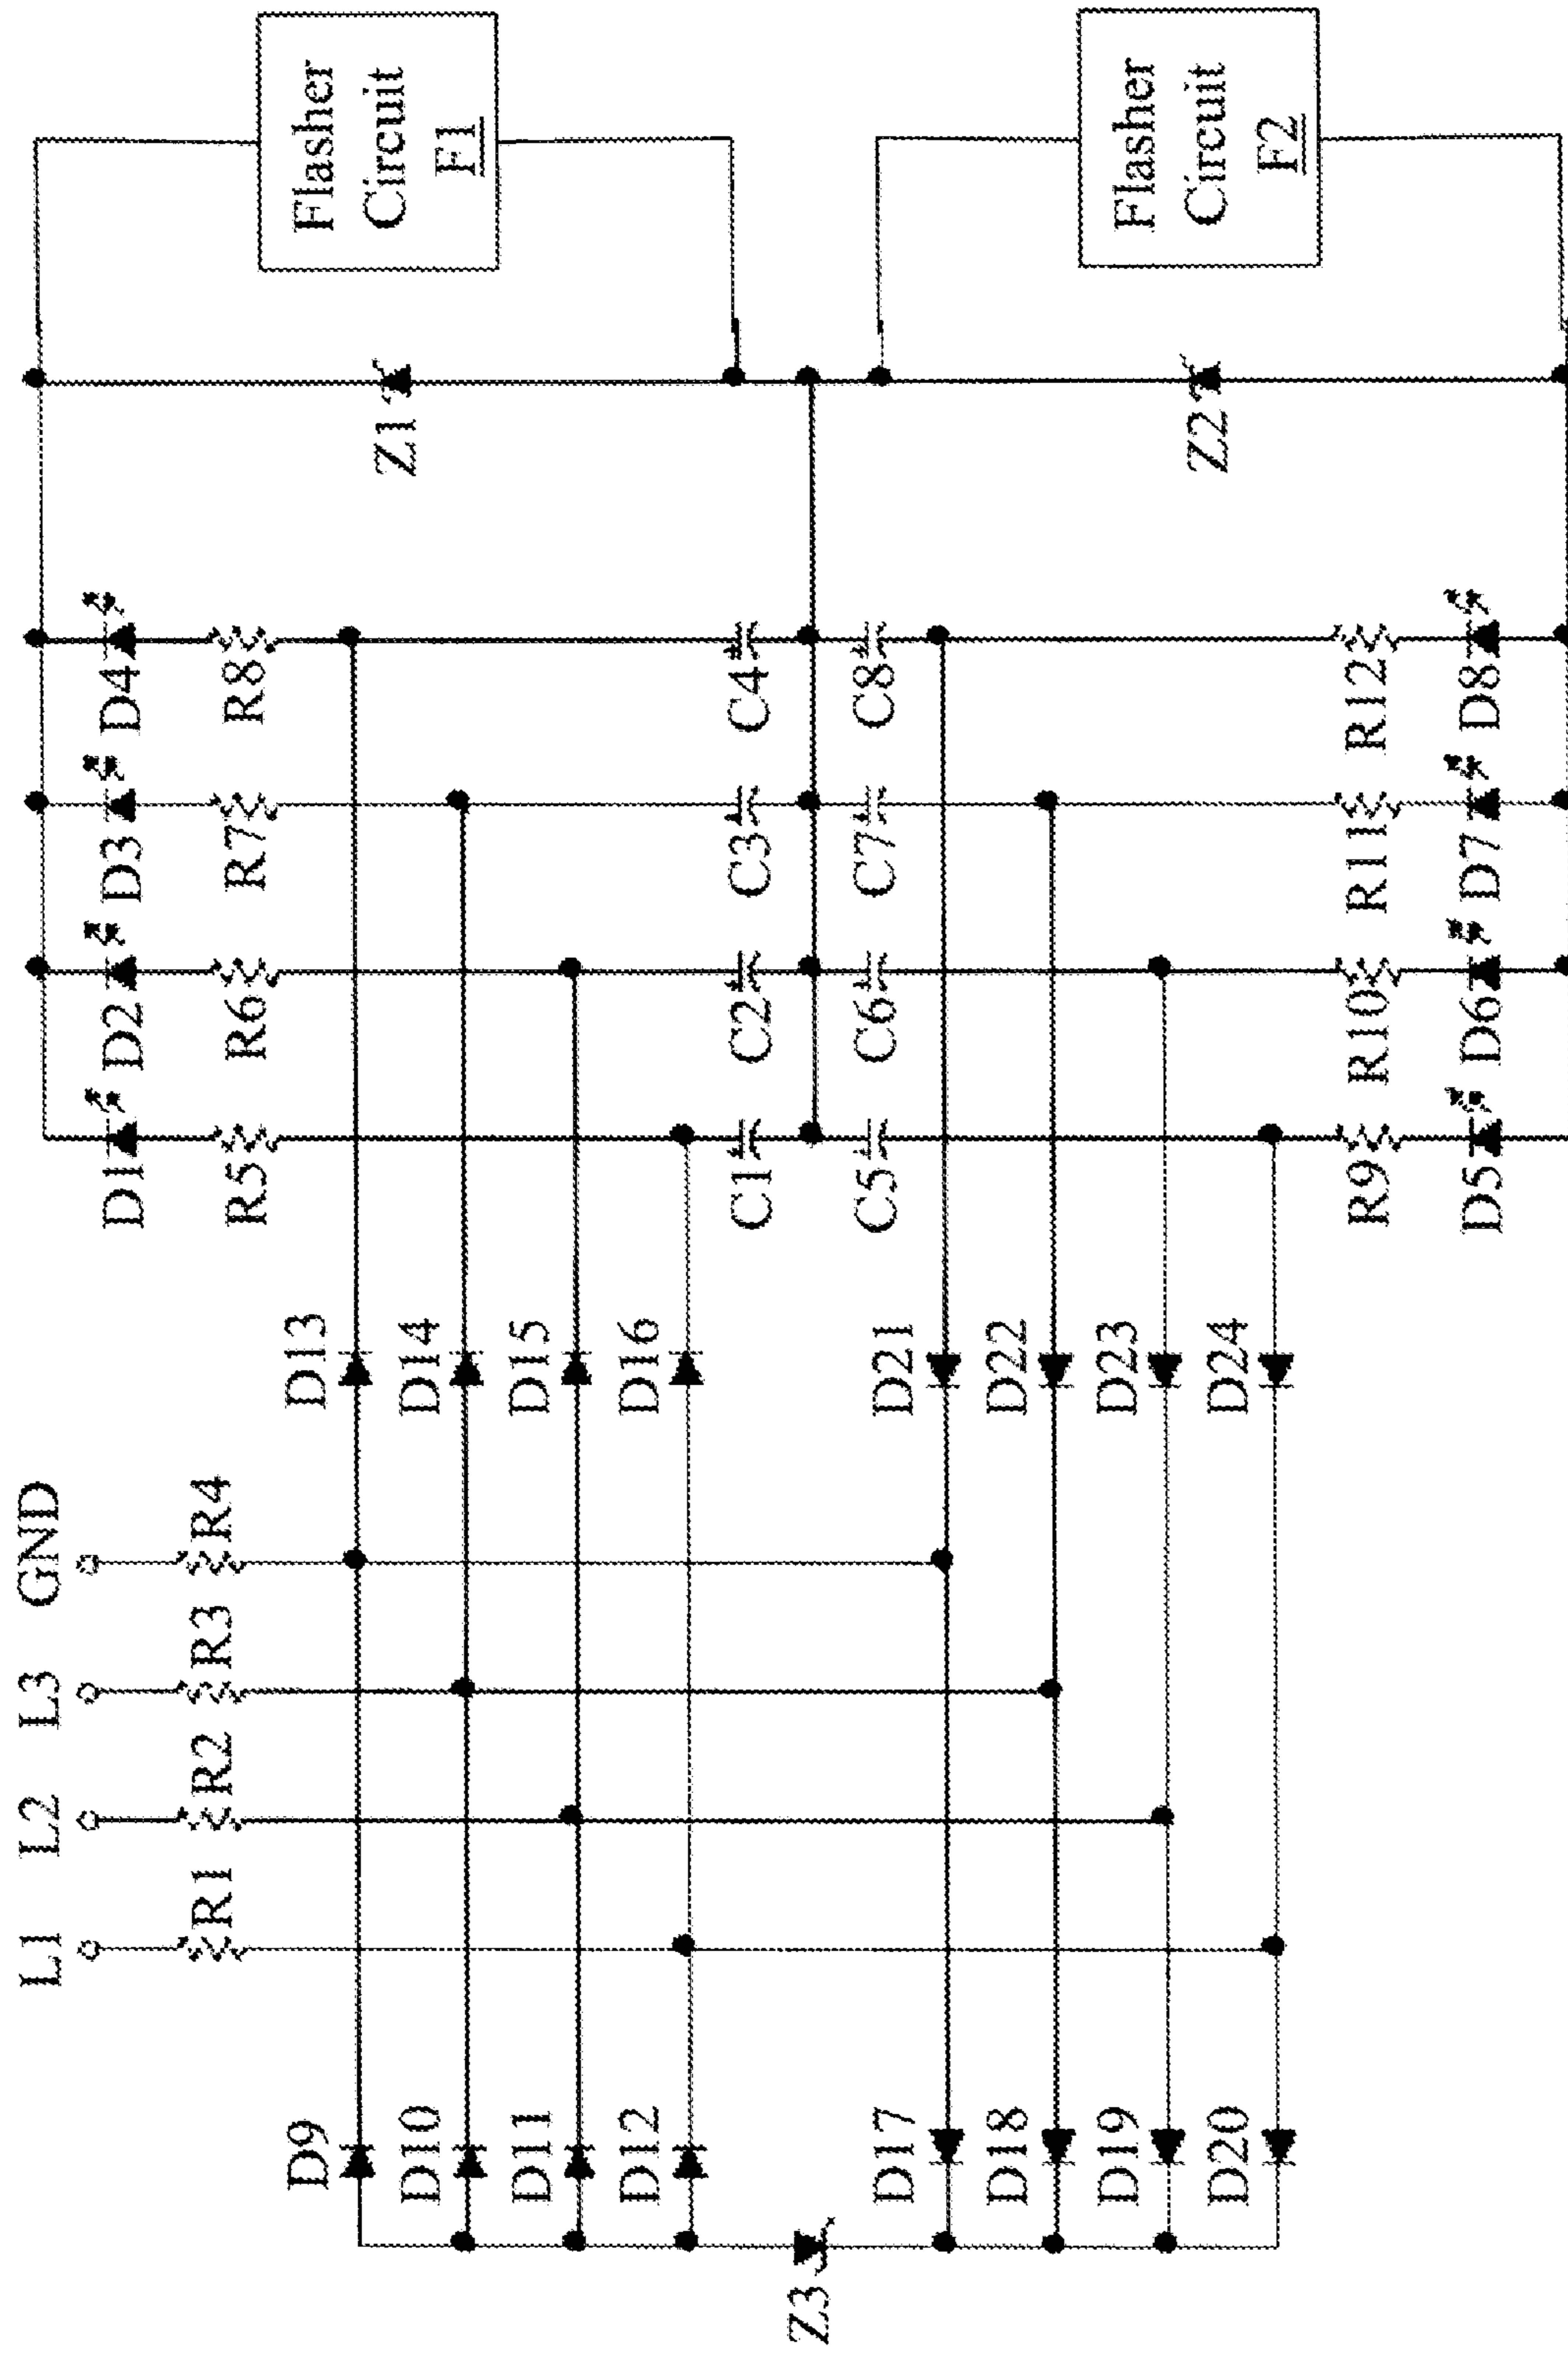 L1
L2
L3
GND
R1
R2
R3
R4
D9
D10
D11
D12
D13
D14
D15
D16
Z3
D17
D18
D19
D20
D21
D22
D23
D24
D1
D2
D3
D4
R5
R6
R7
R8
C1
C2
C3
C4
C5
C6
C7
C8
R9
R10
R11
R12
D5
D6
D7
D8
Z1
Z2
Flasher
Circuit
F1
Flasher
Circuit
F2